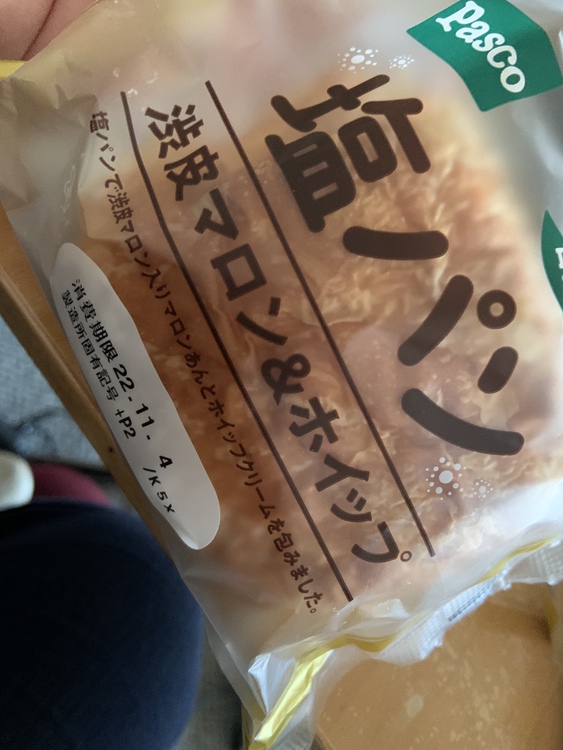 Pasco
塩パン
渋皮マロン&ホイップ
塩パンで渋皮マロン入りマロンあんとホイップクリームを包みました。
消費期限 22-11- 4
製造所固有記号 +P2 /K5X